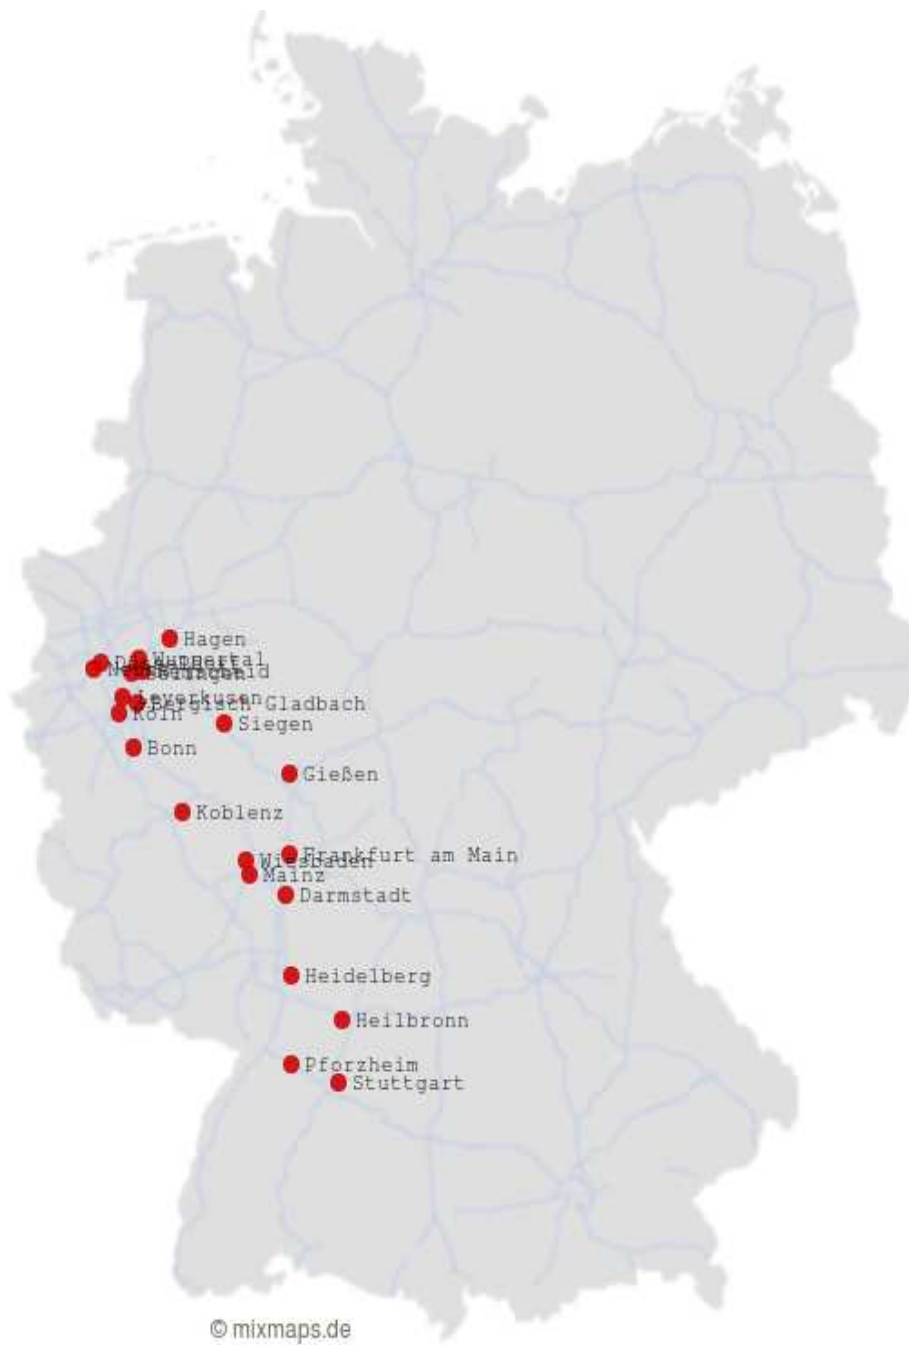 Hagen
Wuppertal
Leverkusen
Bergisch Gladbach
Köln
Siegen
Bonn
Gießen
Koblenz
Frankfurt am Main
Wiesbaden
Mainz
Darmstadt
Heidelberg
Heilbronn
Pforzheim
Stuttgart
© mixmaps.de